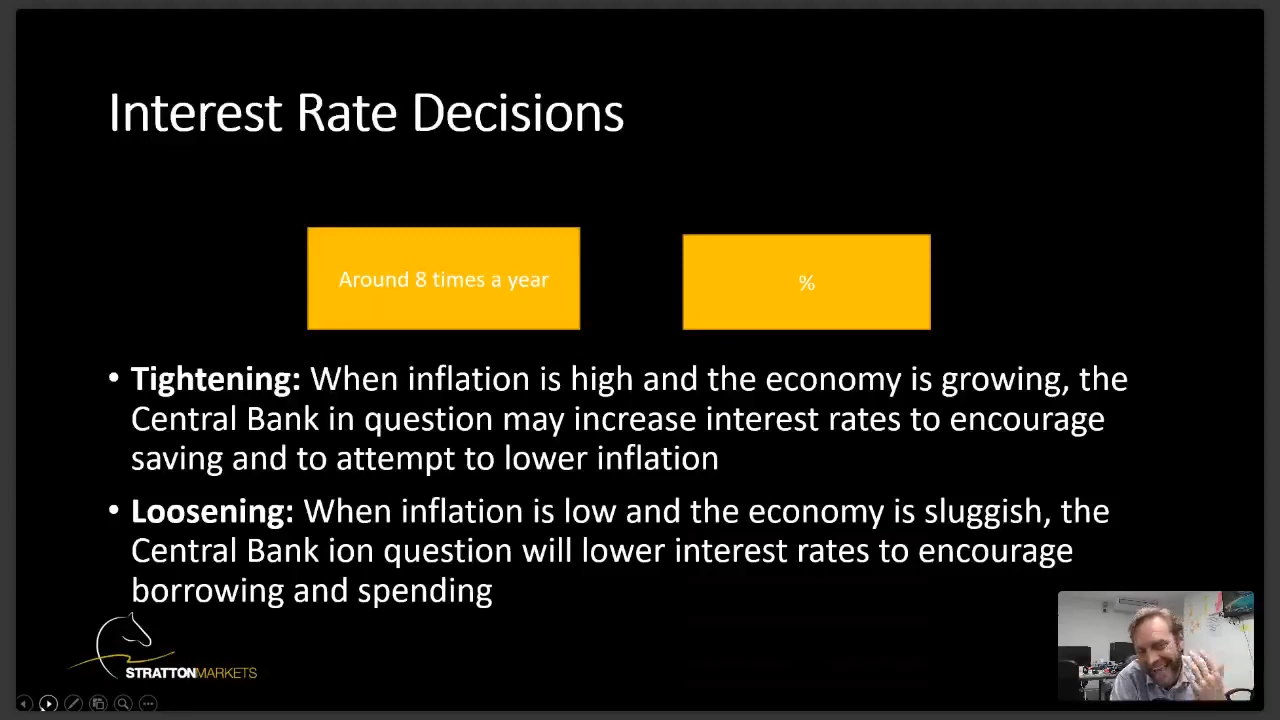 Interest Rate Decisions
Around 8 times a year
%
• Tightening: When inflation is high and the economy is growing, the
Central Bank in question may increase interest rates to encourage
saving and to attempt to lower inflation
• Loosening: When inflation is low and the economy is sluggish, the
Central Bank ion question will lower interest rates to encourage
borrowing and spending
STRATTONMARKETS